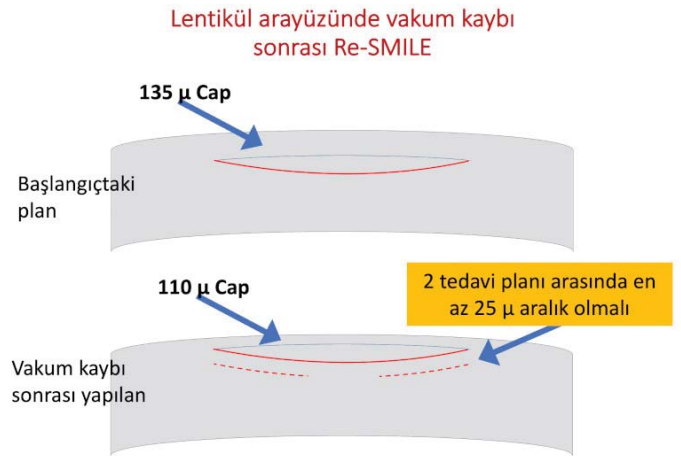 Lentikül arayüzünde vakum kaybı
sonrası Re-SMILE
135 µ Cap
Başlangıçtaki
plan
110 µ Cap
2 tedavi planı arasında en
az 25 µ aralık olmalı
Vakum kaybı
sonrası yapılan